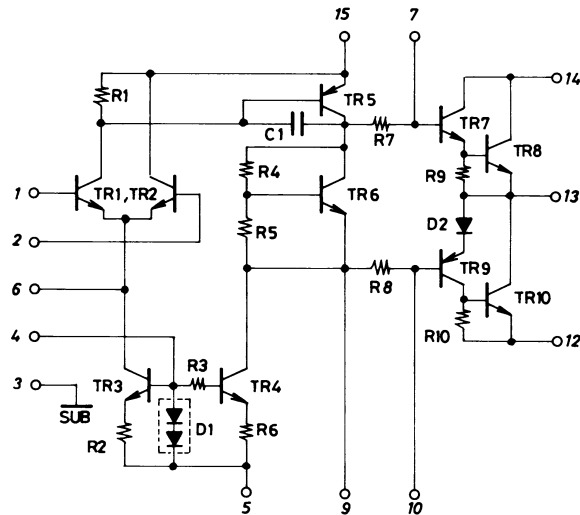 15 7
R1 TR5 14
C1 R7 TR7 TR8
R4 R9
1 TR1,TR2 TR6 13
2 R5 D2
6 R8 TR9 TR10
4 R10 12
3 SUB TR3 R3 TR4
R2 D1 R6
5 9 10